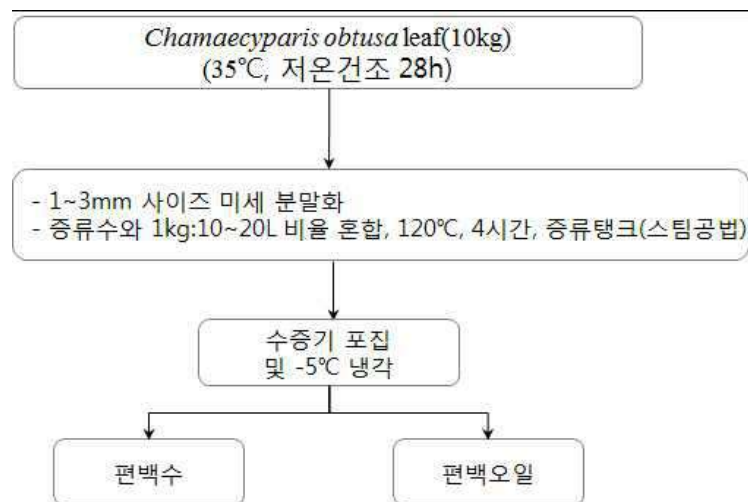 Chamaecyparis obtusa leaf(10kg)
(35℃, 저온건조 28h)
- 1~3mm 사이즈 미세 분말화
- 증류수와 1kg:10~20L 비율 혼합, 120℃, 4시간, 증류탱크(스팀공법)
수증기 포집
및 -5℃ 냉각
편백수
편백오일